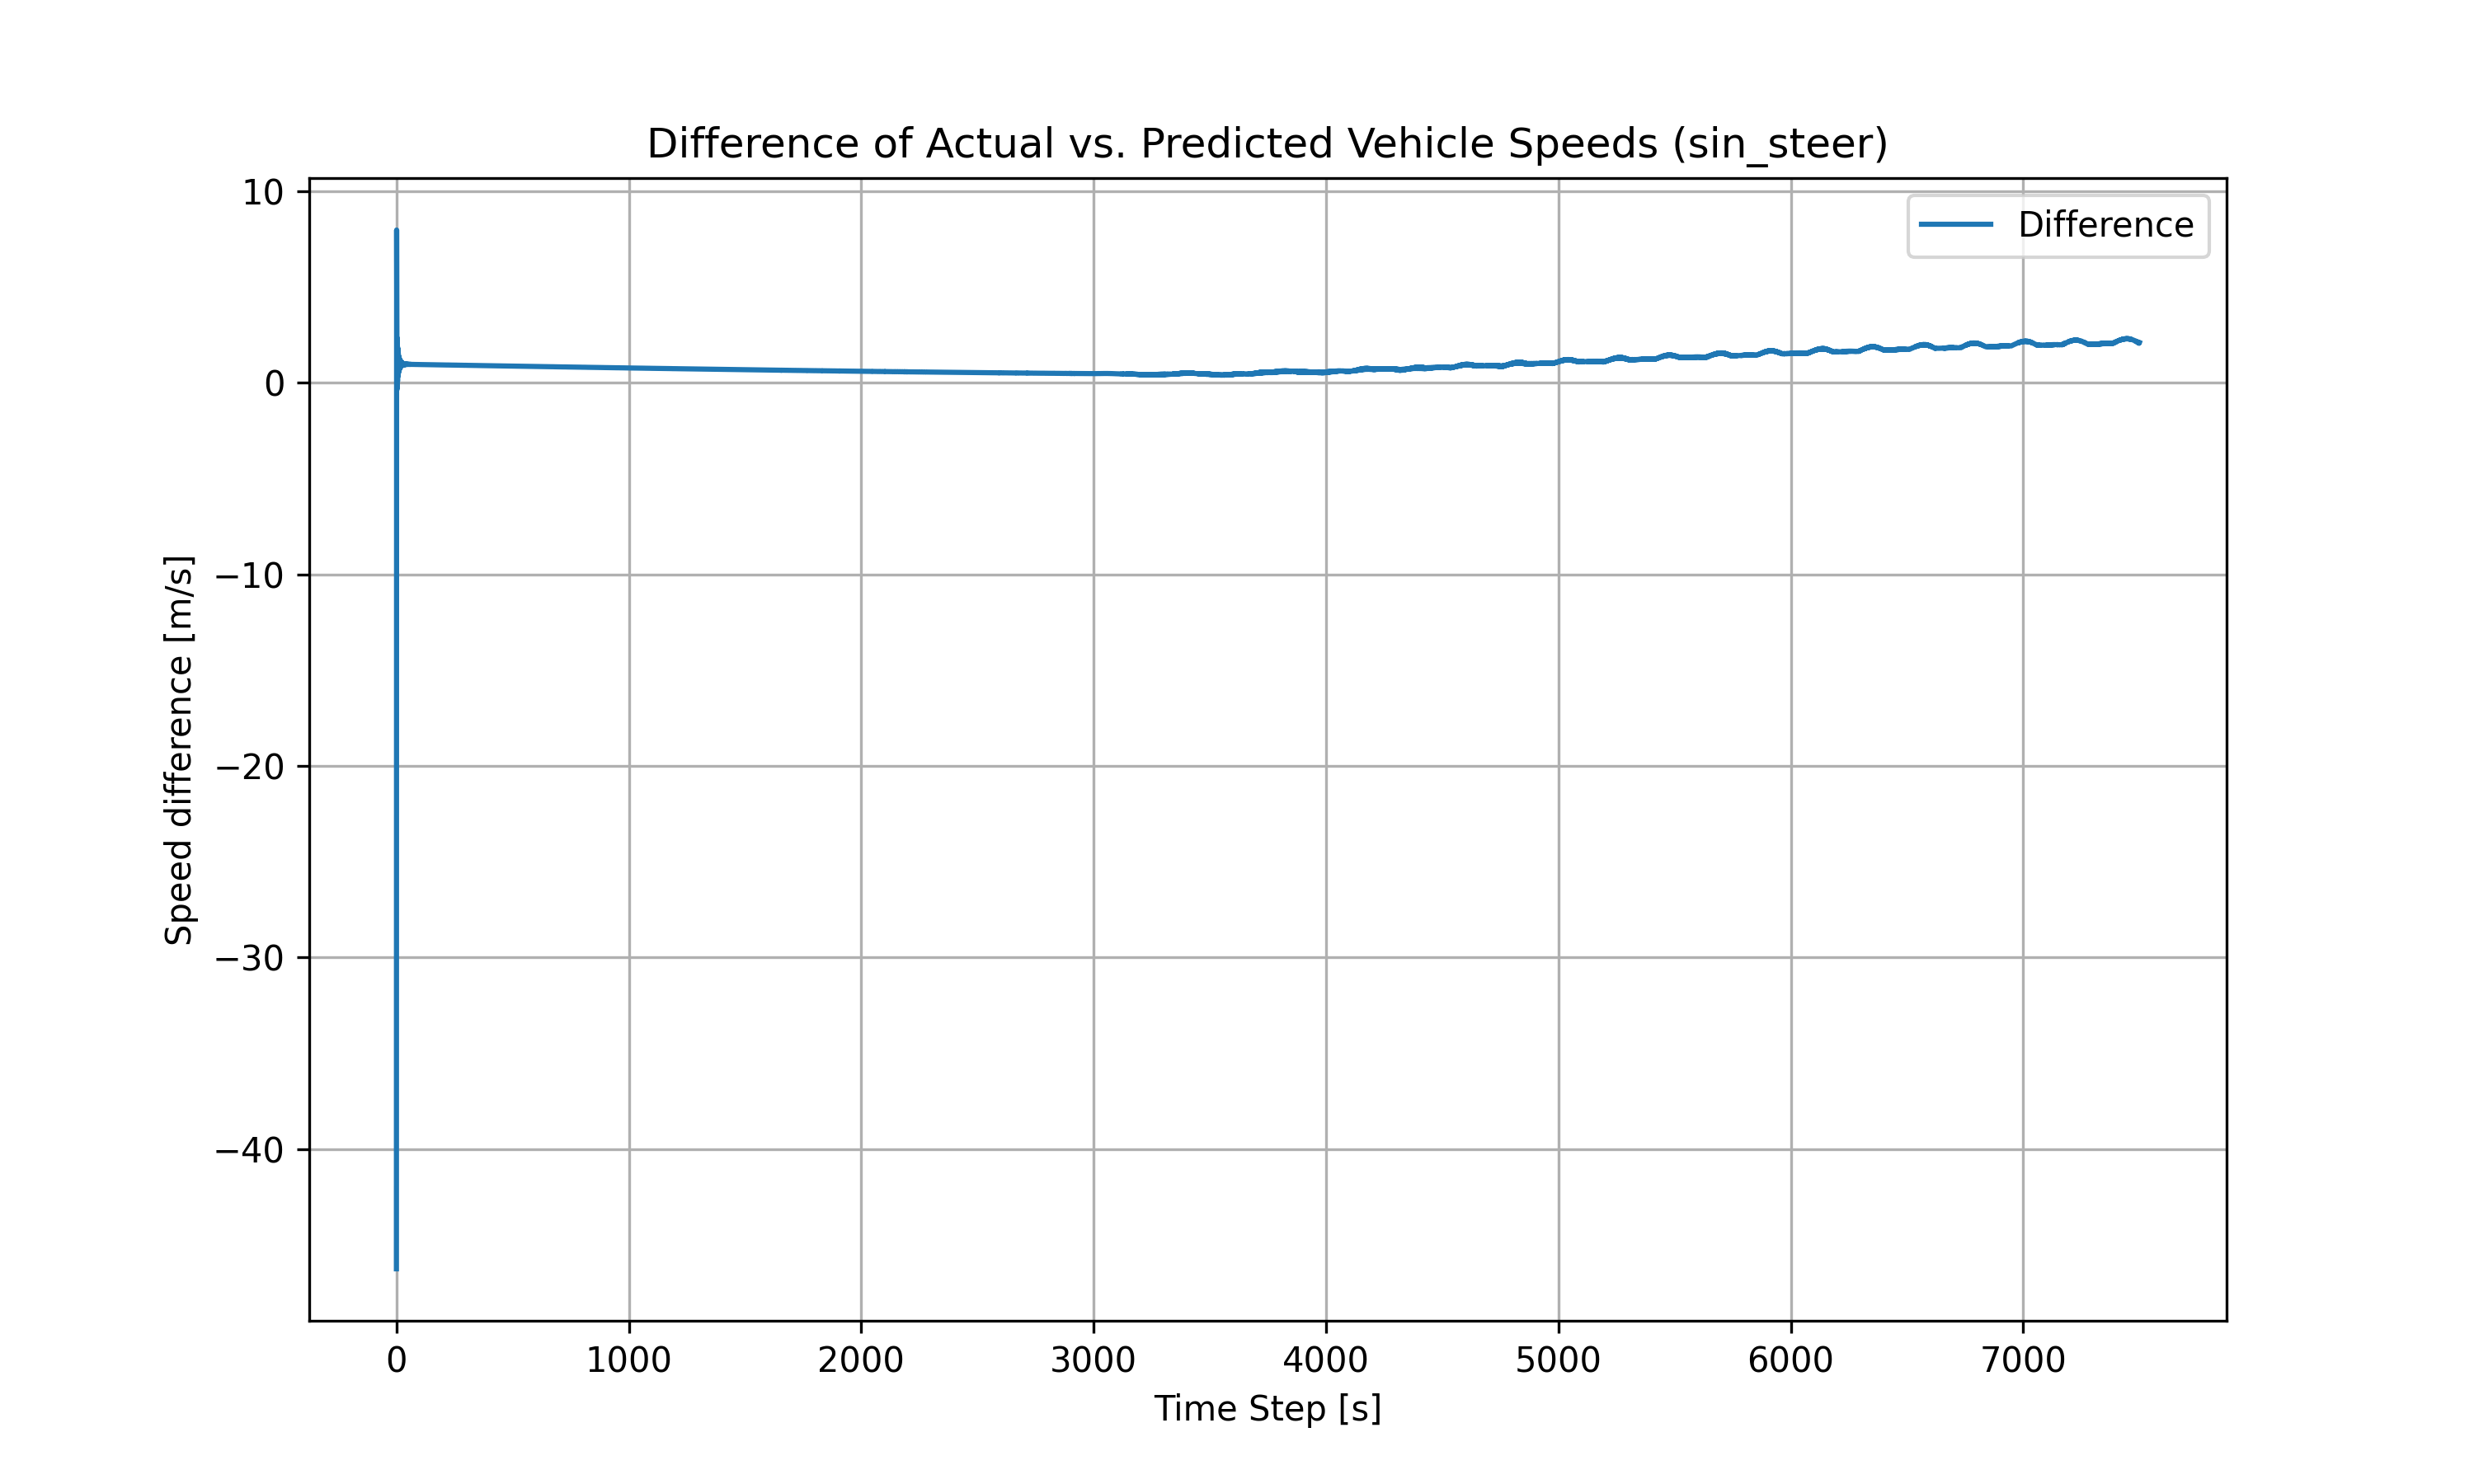 Difference of Actual vs. Predicted Vehicle Speeds (sin_steer)
Difference
10
0
−10
−20
−30
−40
Speed difference [m/s]
0 1000 2000 3000 4000 5000 6000 7000
Time Step [s]